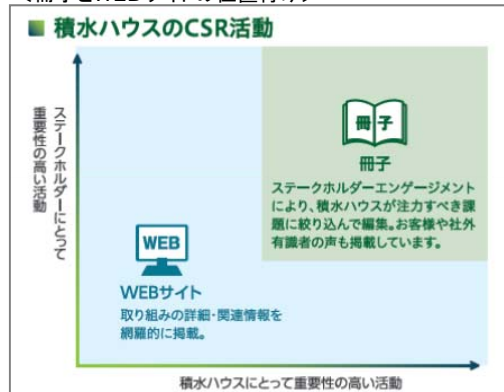 ■ 積水ハウスのCSR活動
ステークホルダーにとって
重要性の高い活動
冊子
冊子
ステークホルダーエンゲージメント
により、積水ハウスが注力すべき課
題に絞り込んで編集。お客様や社外
有識者の声も掲載しています。
WEB
WEBサイト
取り組みの詳細・関連情報を
網羅的に掲載。
積水ハウスにとって重要性の高い活動